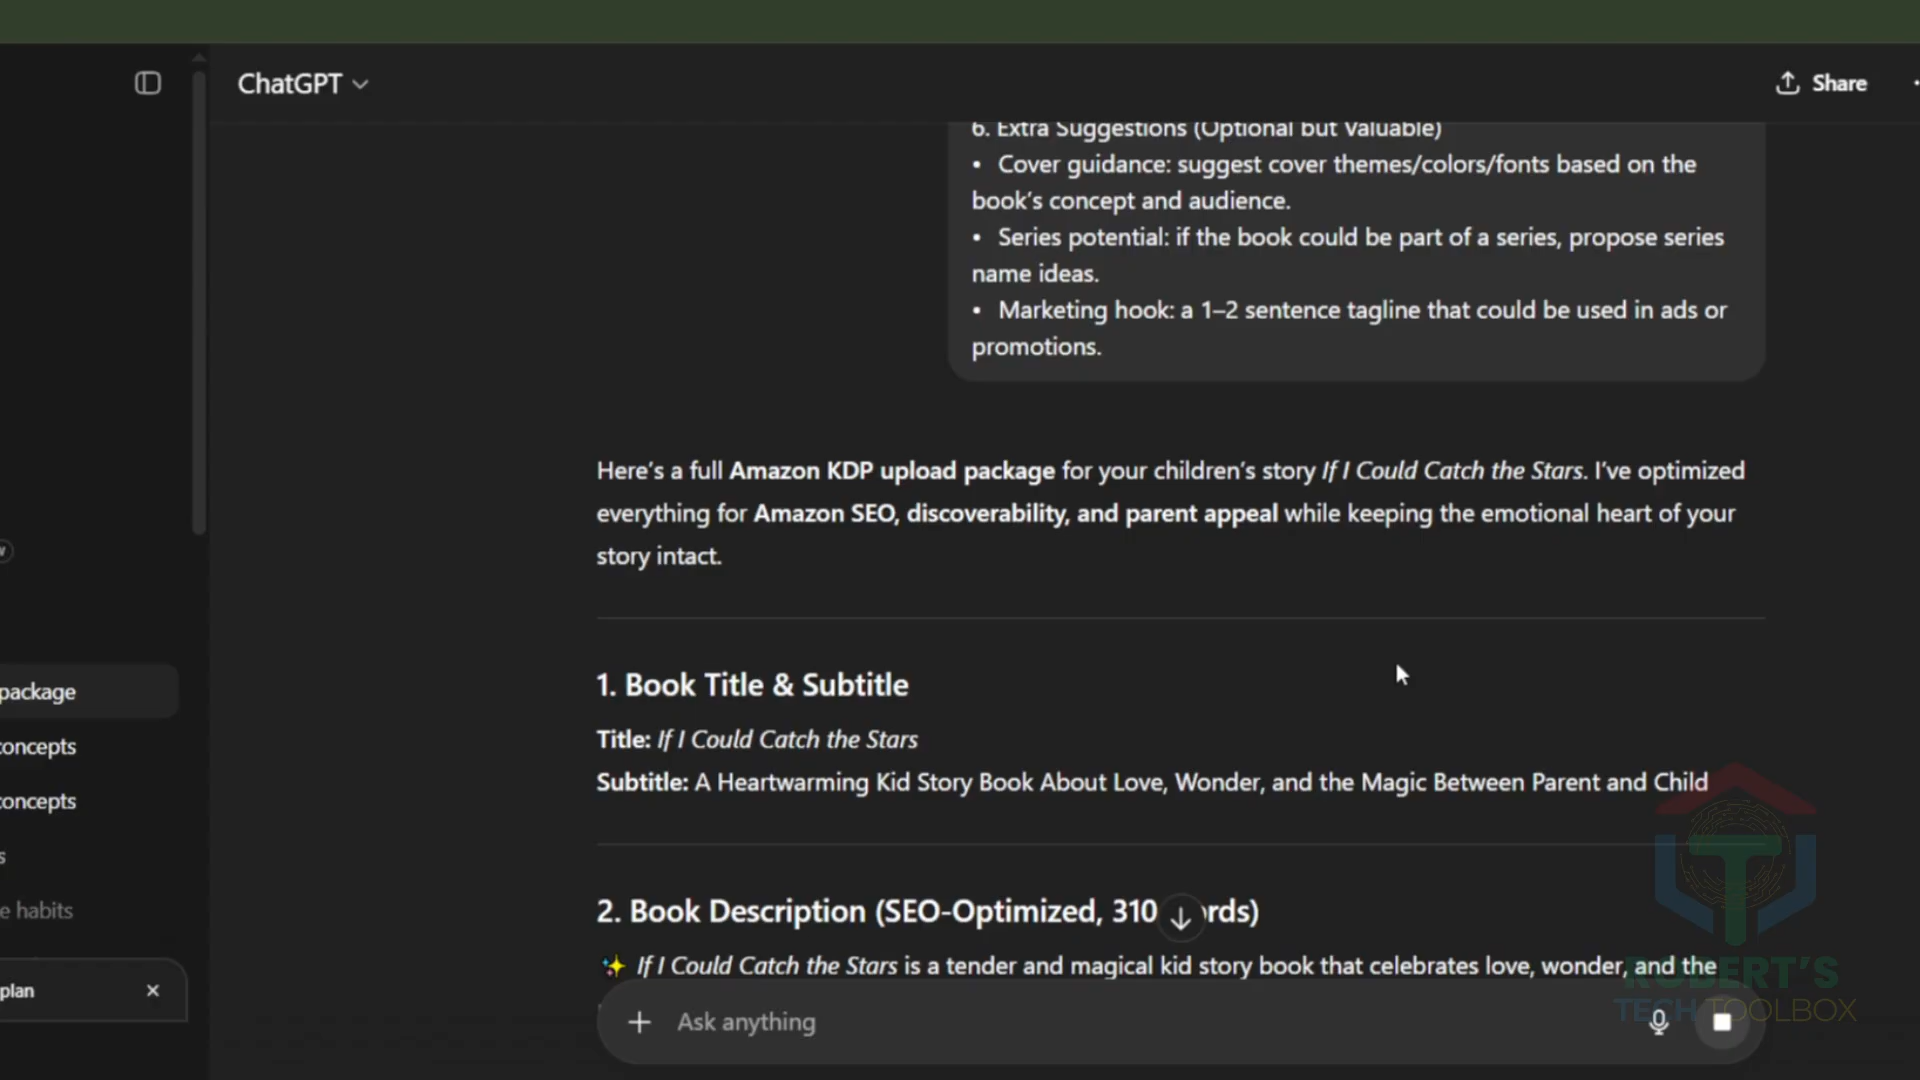 ChatGPT
Share
6. Extra Suggestions (Optional but Valuable)
• Cover guidance: suggest cover themes/colors/fonts based on the
book’s concept and audience.
• Series potential: if the book could be part of a series, propose series
name ideas.
• Marketing hook: a 1–2 sentence tagline that could be used in ads or
promotions.
Here’s a full Amazon KDP upload package for your children’s story If I Could Catch the Stars. I’ve optimized
everything for Amazon SEO, discoverability, and parent appeal while keeping the emotional heart of your
story intact.
1. Book Title & Subtitle
Title: If I Could Catch the Stars
Subtitle: A Heartwarming Kid Story Book About Love, Wonder, and the Magic Between Parent and Child
2. Book Description (SEO-Optimized, 310 rds)
✨ If I Could Catch the Stars is a tender and magical kid story book that celebrates love, wonder, and the
Ask anything
package
concepts
concepts
s
e habits
plan
ROBERT'S
TECH TOOLBOX